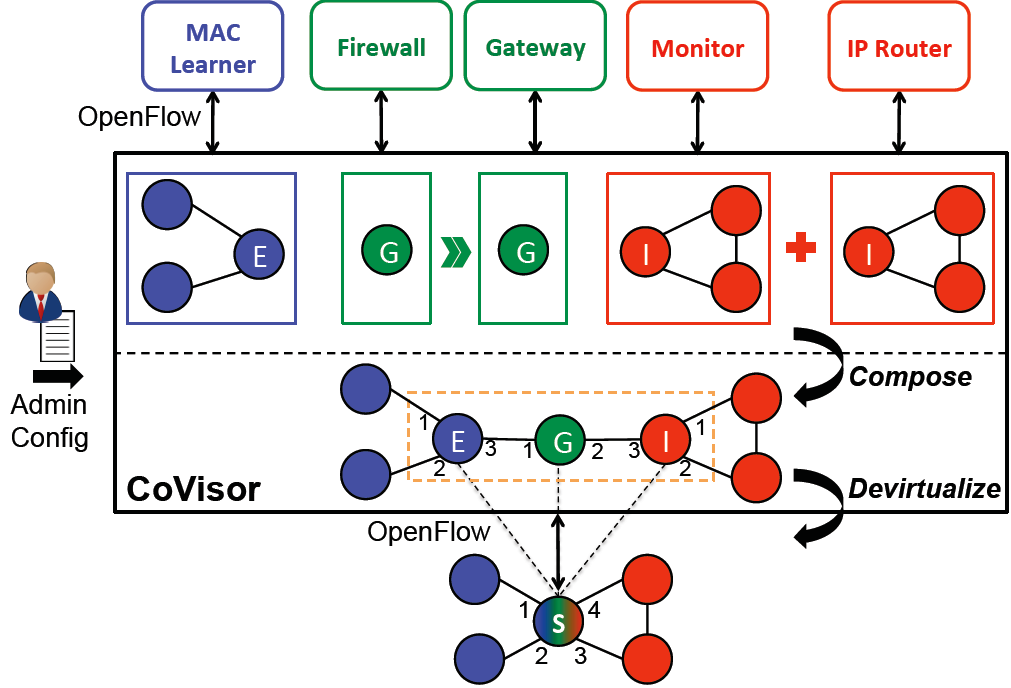 MAC
Learner
Firewall
Gateway
Monitor
IP Router
OpenFlow
E
G
G
I
I
Admin
Config
Compose
1
E
3
2
1
G
2
3
I
1
2
CoVisor
Devirtualize
OpenFlow
1
S
4
2
3